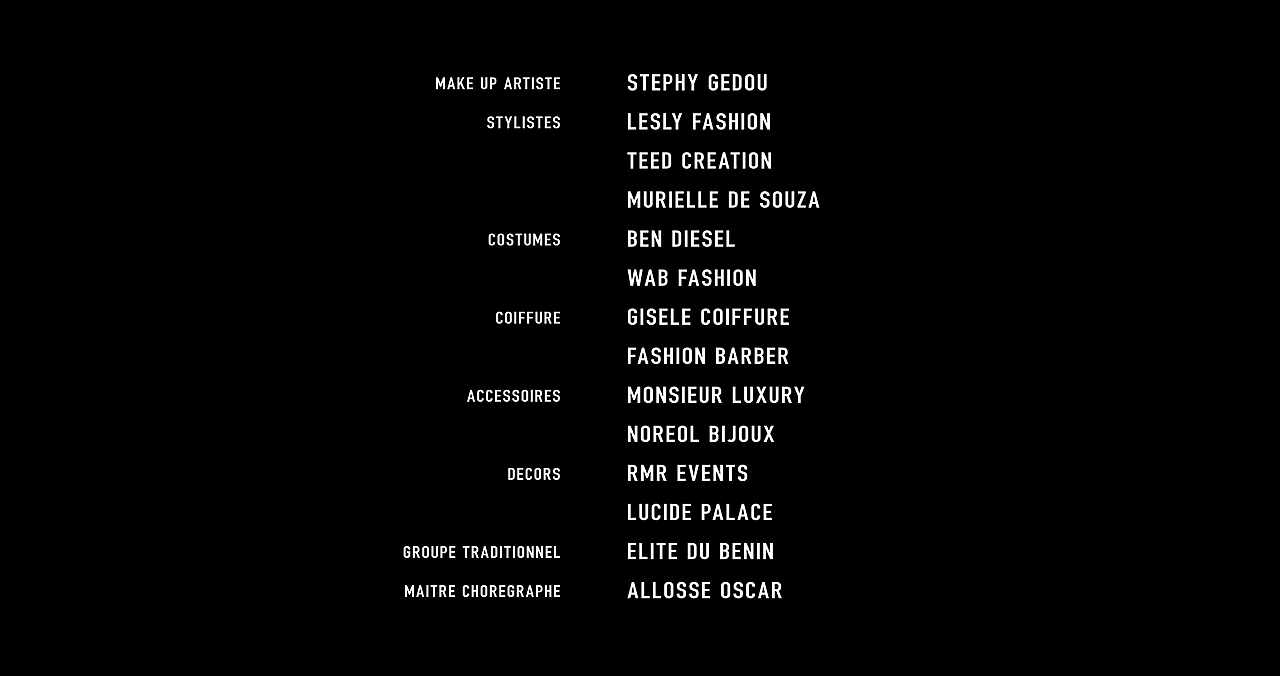 MAKE UP ARTISTE STEPHY GEDOU
STYLISTES LESLY FASHION
TEED CREATION
MURIELLE DE SOUZA
COSTUMES BEN DIESEL
WAB FASHION
COIFFURE GISELE COIFFURE
FASHION BARBER
ACCESSOIRES MONSIEUR LUXURY
NOREOL BIJOUX
DECORS RMR EVENTS
LUCIDE PALACE
GROUPE TRADITIONNEL ELITE DU BENIN
MAITRE CHOREGRAPHE ALLOSSE OSCAR